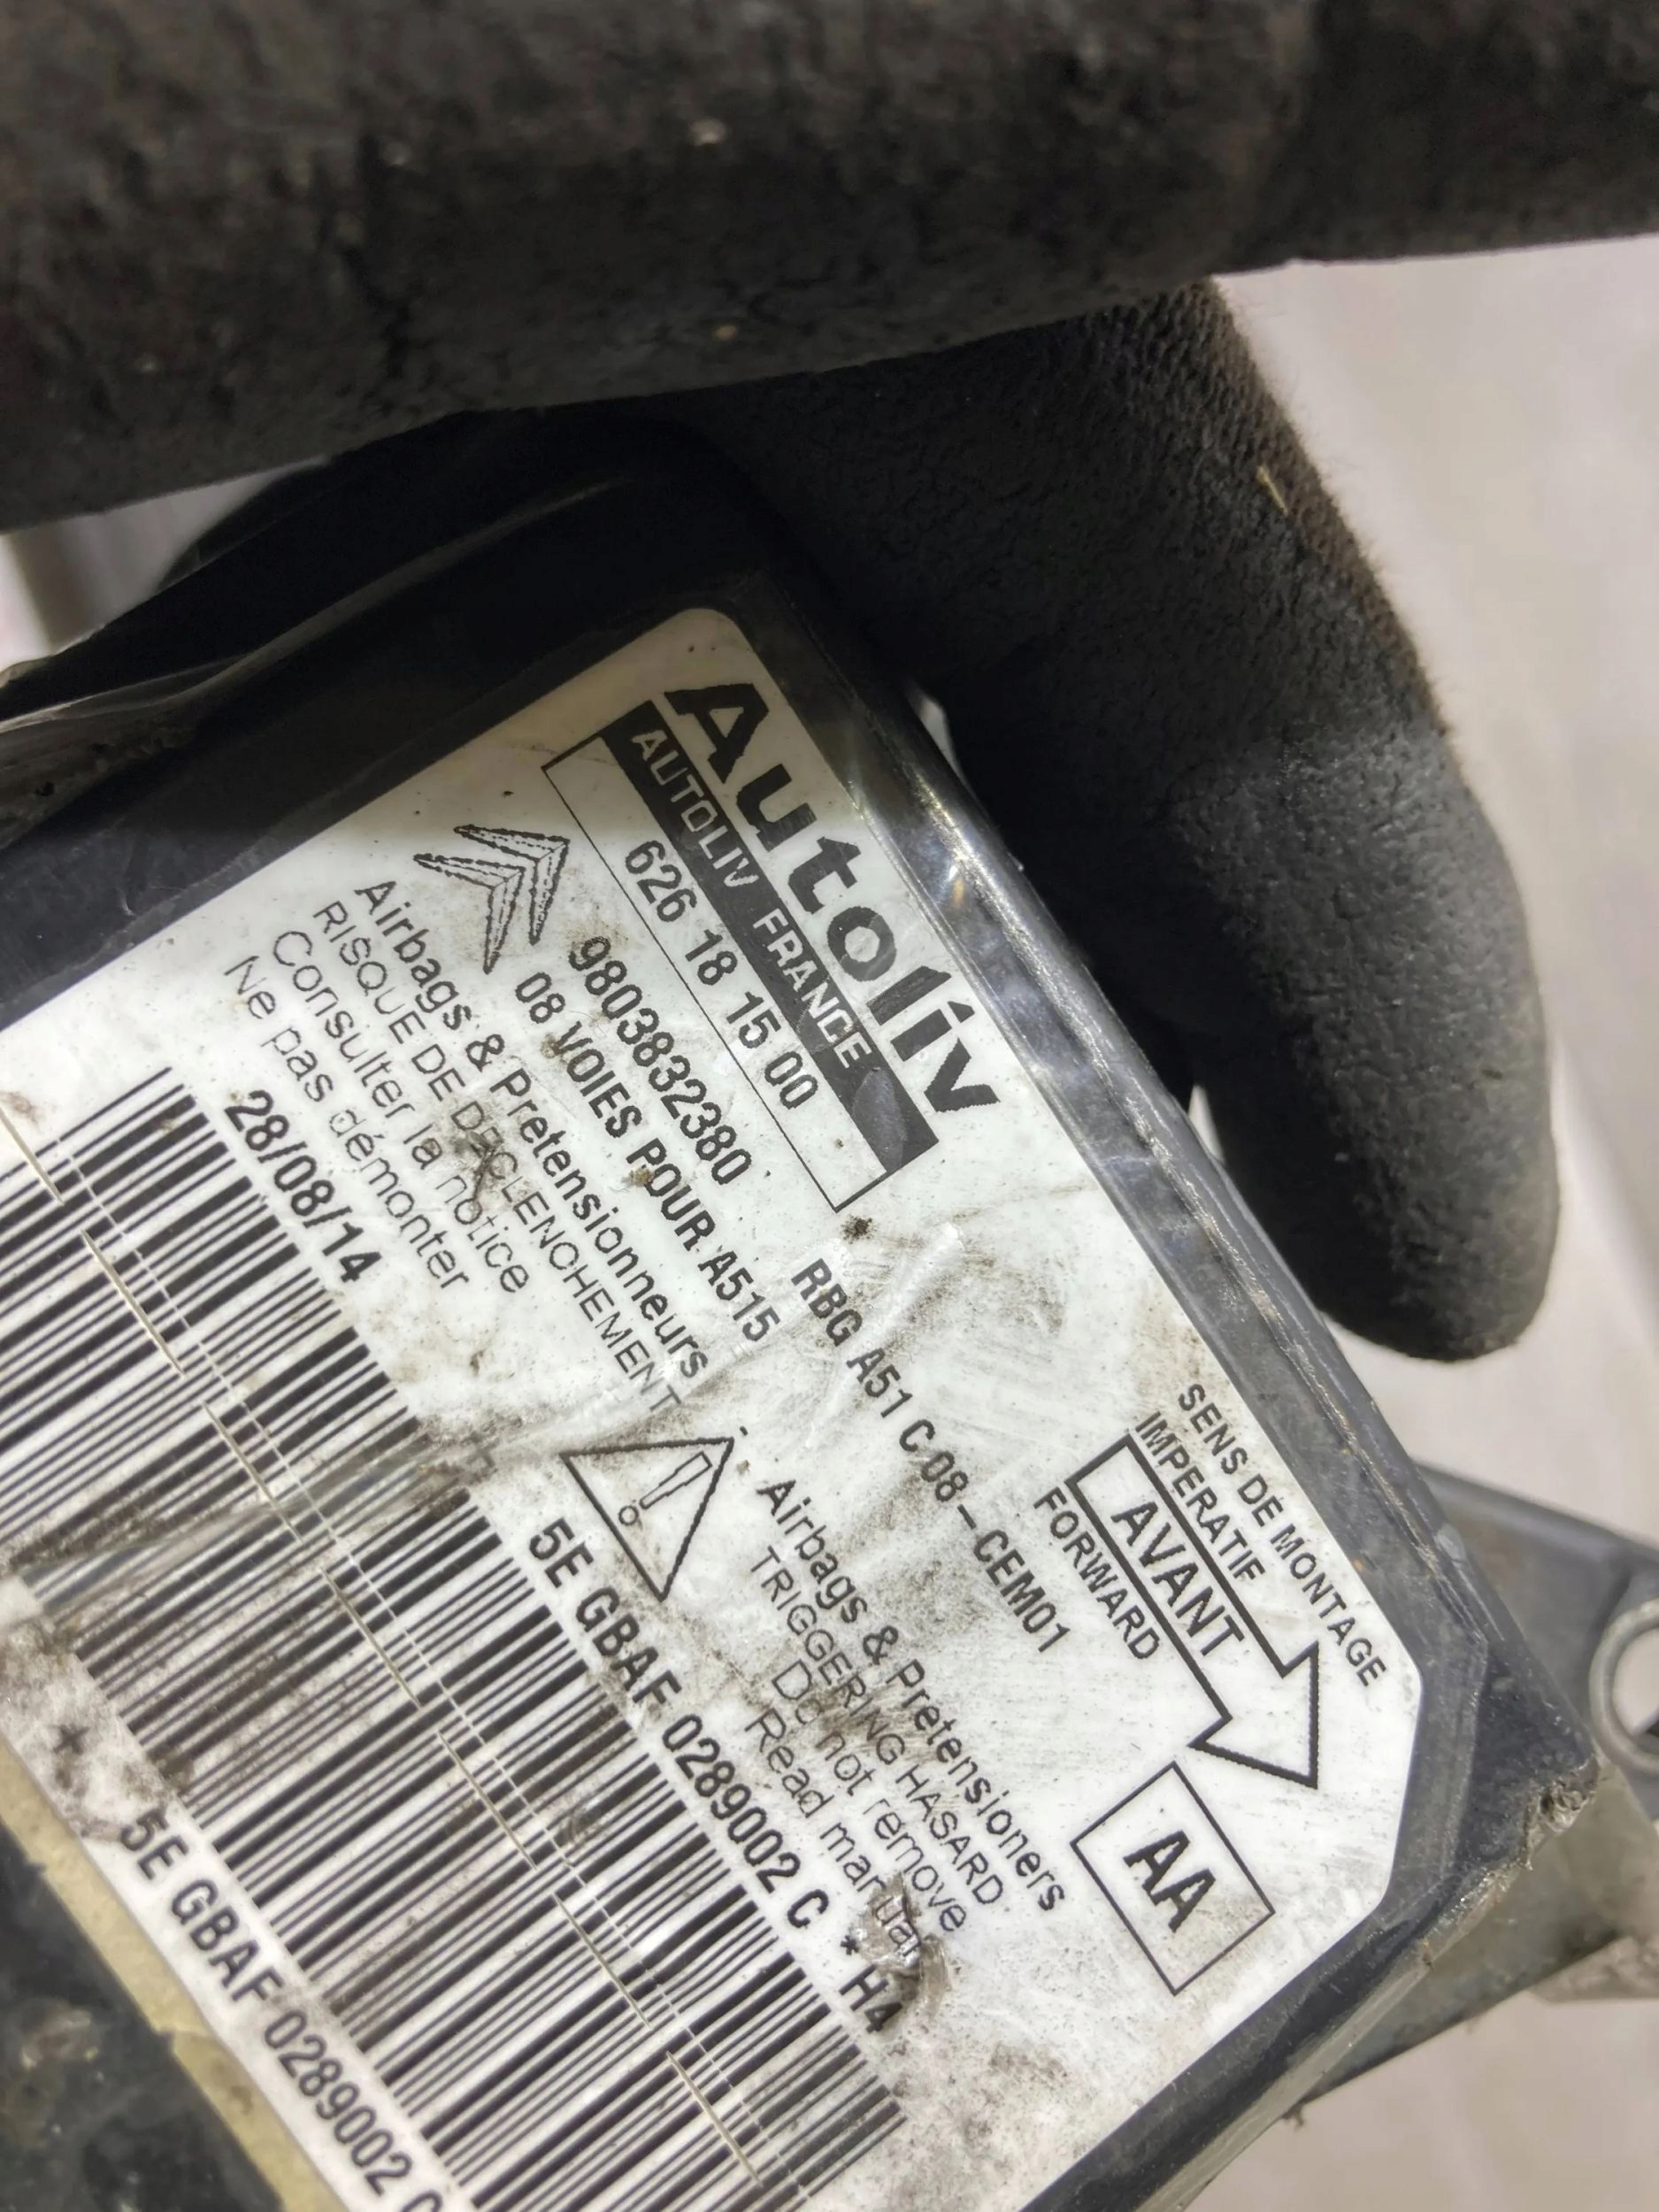 Autoliv
AUTOLIV FRANCE
626 18 15 00
SENS DE MONTAGE
IMPERATIF
AVANT
FORWARD
AA
9803832380 RBG A51 C 08-CEM01
08 VOIES POUR A515
Airbags & Pretensionneurs
RISQUE DE DECLENCHEMENT
Consulter la notice
Ne pas démonter
Airbags & Pretensioners
TRIGGERING HASARD
Do not remove
Read manual
28/08/14 5E GBAF 0289002 C * H4
5E GBAF 0289002